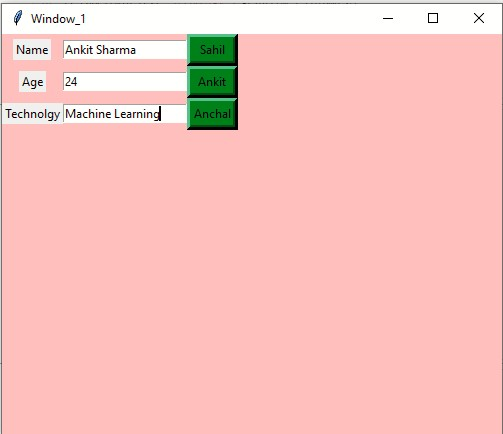 Window_1
Name Ankit Sharma Sahil
Age 24 Ankit
Technolgy Machine Learning Anchal